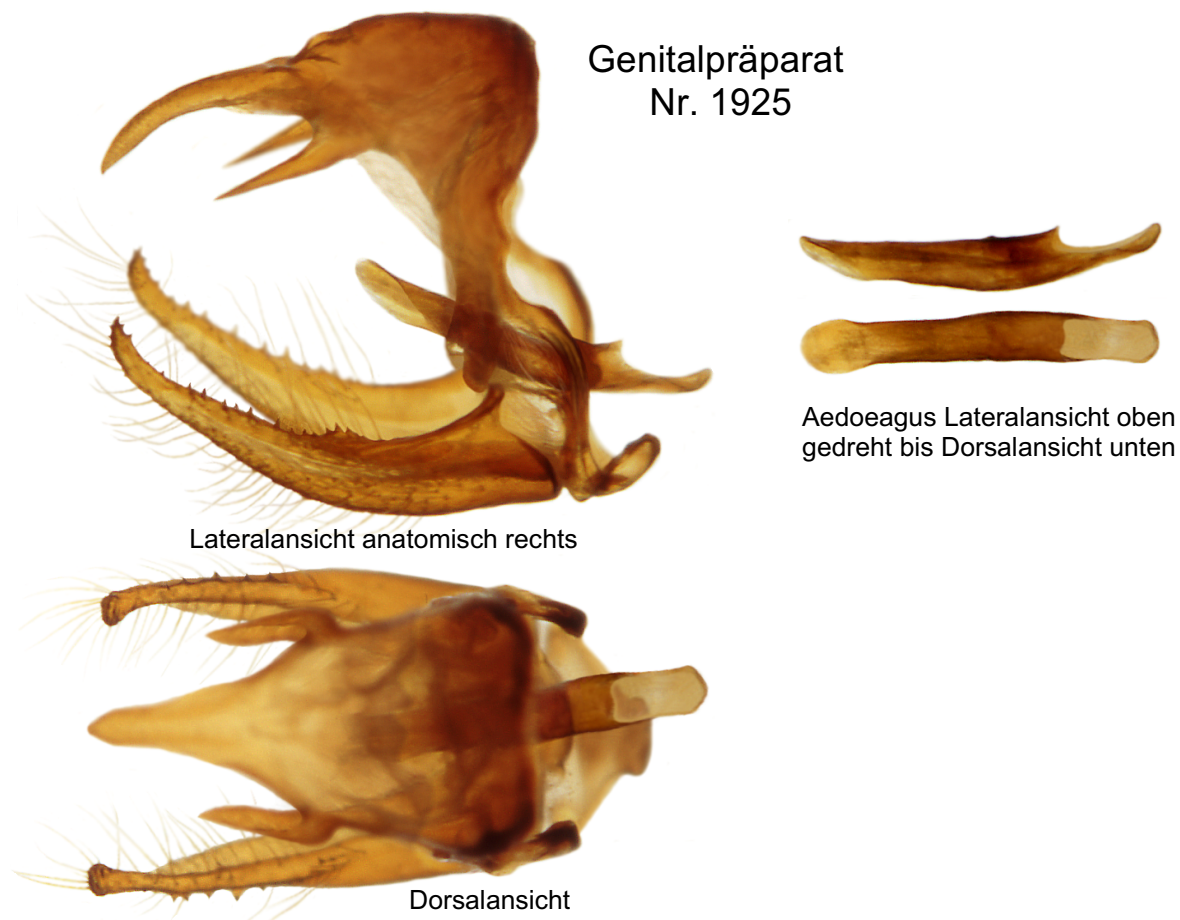 Genitalpräparat
Nr. 1925
Aedoeagus Lateralansicht oben
gedreht bis Dorsalansicht unten
Lateralansicht anatomisch rechts
Dorsalansicht